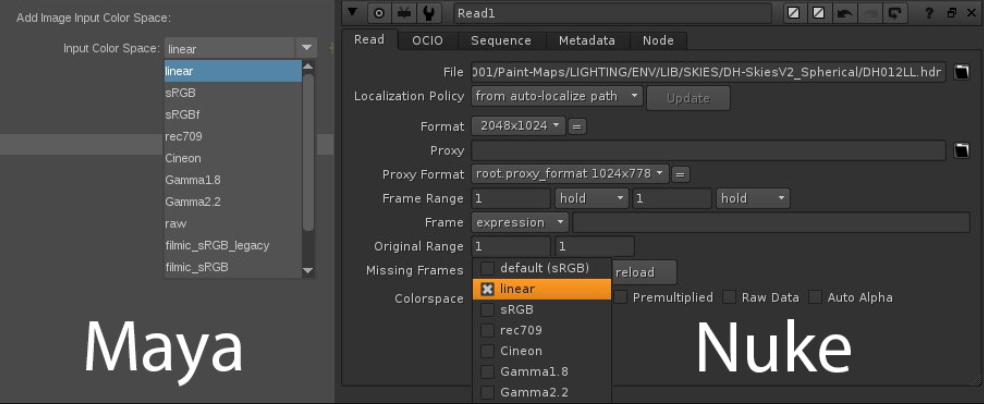 Add Image Input Color Space:
Input Color Space: linear
linear
sRGB
sRGBf
rec709
Cineon
Gamma1.8
Gamma2.2
raw
filmic_sRGB_legacy
filmic_sRGB
Maya
Read1
?
Read OCIO Sequence Metadata Node
File 001/Paint-Maps/LIGHTING/ENV/LIB/SKIES/DH-SkiesV2_Spherical/DH012LL.hdr
Localization Policy from auto-localize path Update
Format 2048x1024 =
Proxy
Proxy Format root.proxy_format 1024x778 =
Frame Range 1 hold 1 hold
Frame expression
Original Range 1 1
Missing Frames reload
Colorspace Premultiplied Raw Data Auto Alpha
default (sRGB)
linear
sRGB
rec709
Cineon
Gamma1.8
Gamma2.2
Nuke